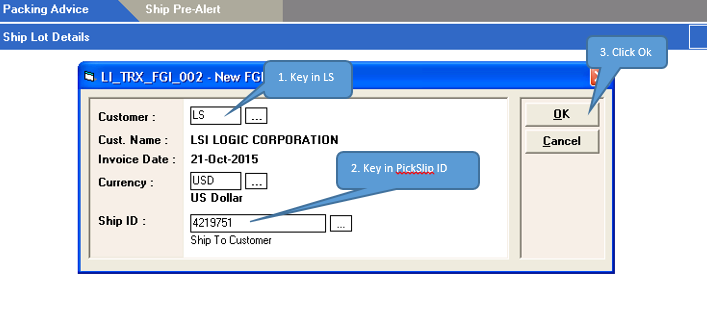 Packing Advice
Ship Pre-Alert
Ship Lot Details
3. Click Ok
LI_TRX_FGI_002 - New FGI
1. Key in LS
Customer :
LS
...
OK
Cust. Name :
LSI LOGIC CORPORATION
Cancel
Invoice Date :
21-Oct-2015
2. Key in PickSlip ID
Currency :
USD
...
US Dollar
Ship ID :
4219751
...
Ship To Customer